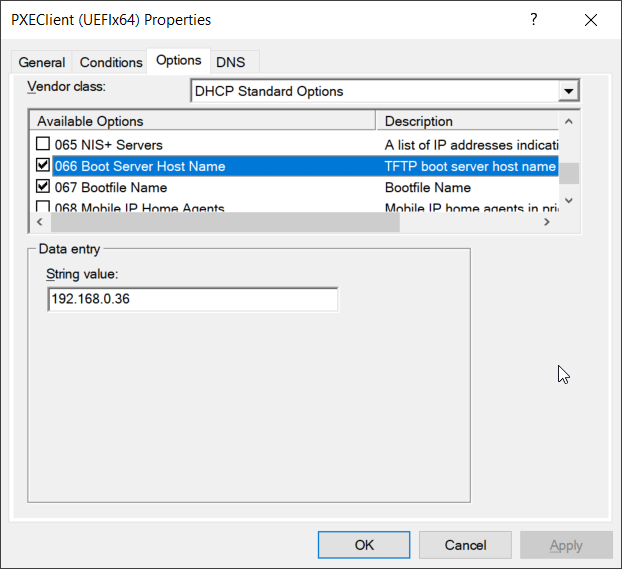 PXEClient (UEFIx64) Properties
General Conditions Options DNS
Vendor class: DHCP Standard Options
Available Options Description
065 NIS+ Servers A list of IP addresses indicati
066 Boot Server Host Name TFTP boot server host name
067 Bootfile Name Bootfile Name
068 Mobile IP Home Agents Mobile IP home agents in pri
Data entry
String value:
192.168.0.36
OK Cancel Apply